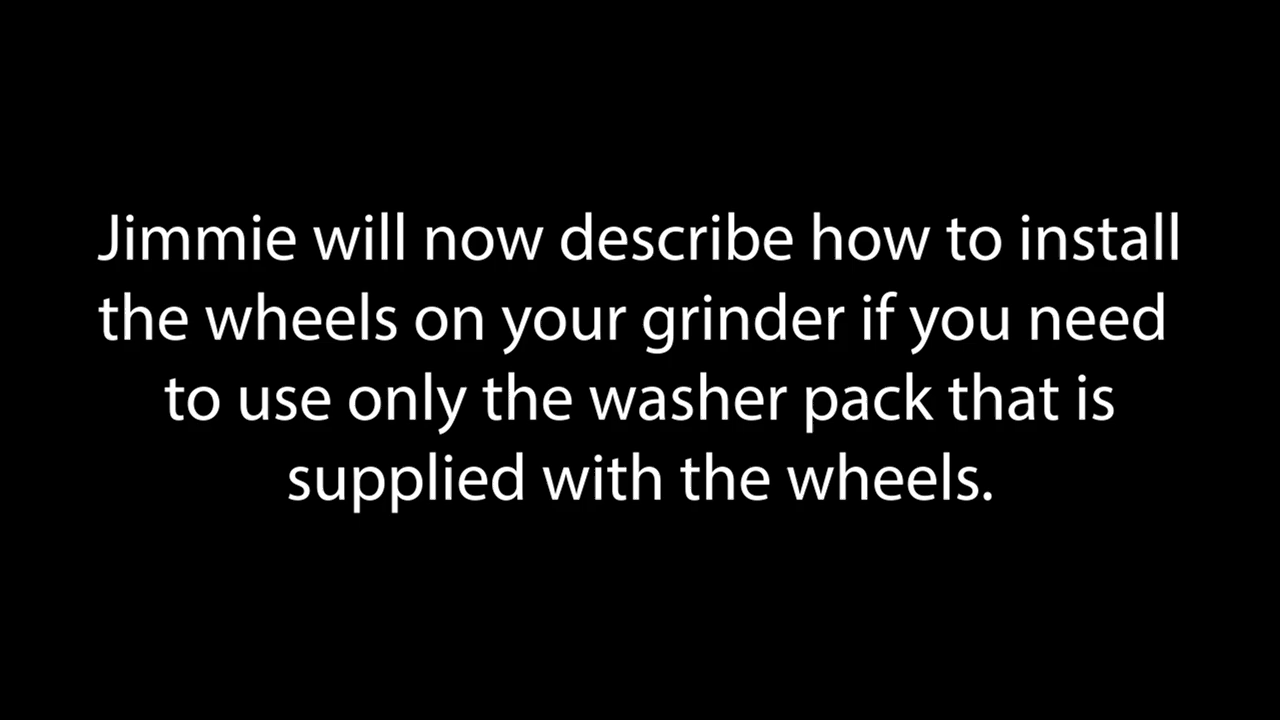 Jimmie will now describe how to install
the wheels on your grinder if you need
to use only the washer pack that is
supplied with the wheels.